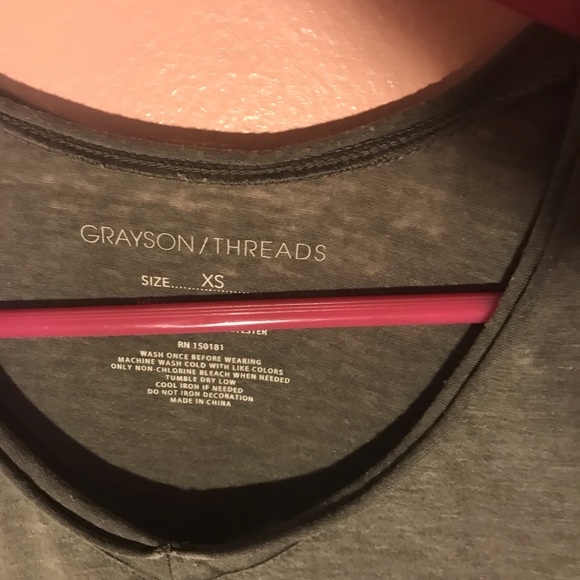 GRAYSON/THREADS
SIZE.......XS.......
RN 150181
WASH ONCE BEFORE WEARING
MACHINE WASH COLD WITH LIKE COLORS
ONLY NON-CHLORINE BLEACH WHEN NEEDED
TUMBLE DRY LOW
COOL IRON IF NEEDED
DO NOT IRON DECORATION
MADE IN CHINA